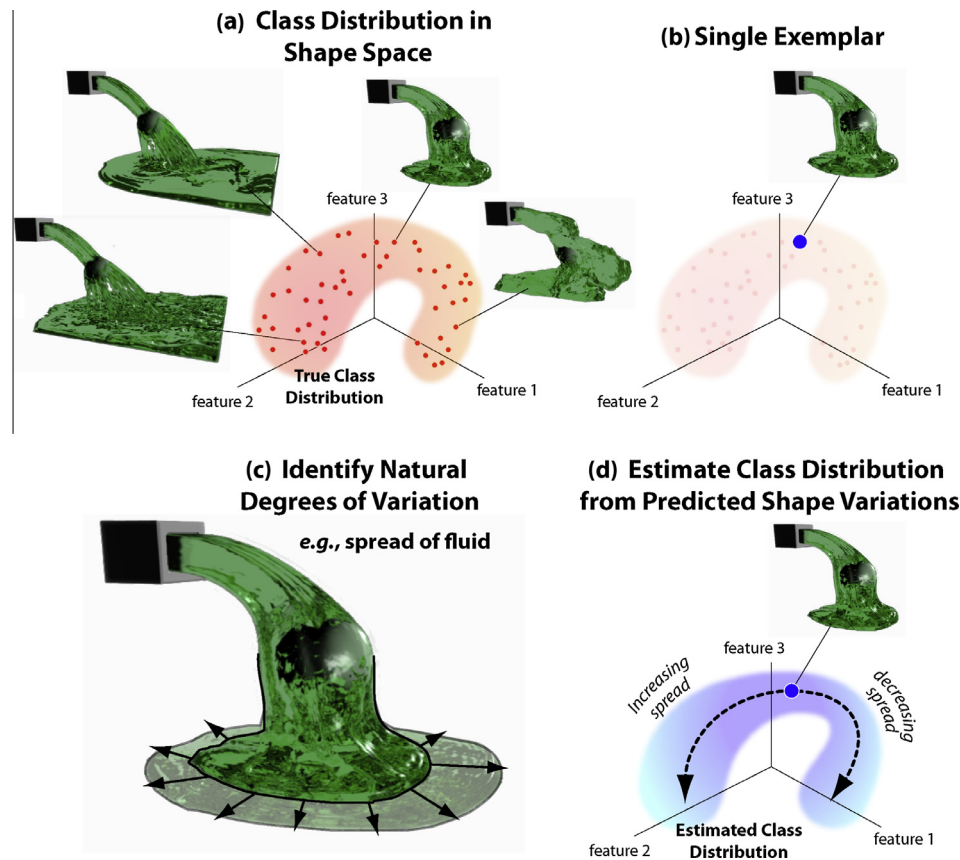 (a) Class Distribution in
Shape Space
feature 3
feature 2
feature 1
True Class
Distribution
(b) Single Exemplar
feature 3
feature 2
feature 1
(c) Identify Natural
Degrees of Variation
e.g., spread of fluid
(d) Estimate Class Distribution
from Predicted Shape Variations
feature 3
Increasing
spread
decreasing
spread
feature 2
feature 1
Estimated Class
Distribution